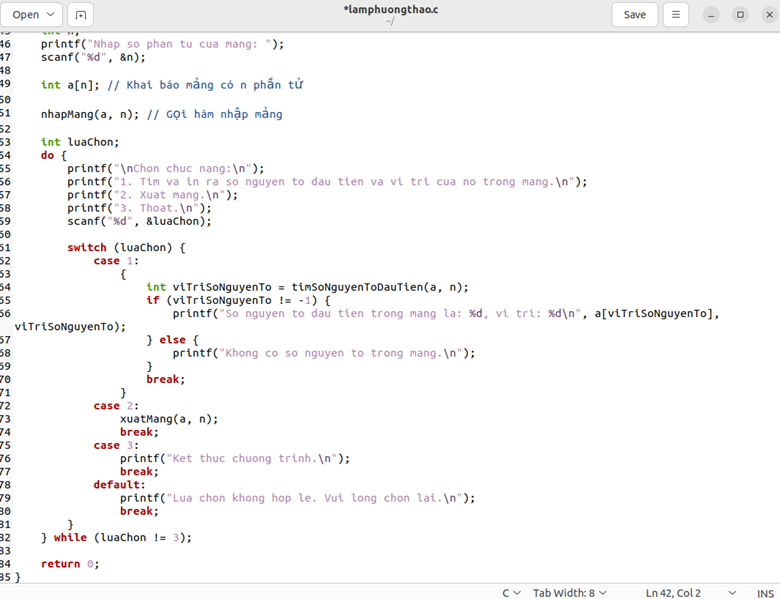 Open
*lamphuongthao.c
~/
Save
45 int n;
46 printf("Nhap so phan tu cua mang: ");
47 scanf("%d", &n);
48
49 int a[n]; // Khai báo mảng có n phần tử
50
51 nhapMang(a, n); // Gọi hàm nhập mảng
52
53 int luaChon;
54 do {
55 printf("\nChon chuc nang:\n");
56 printf("1. Tim va in ra so nguyen to dau tien va vi tri cua no trong mang.\n");
57 printf("2. Xuat mang.\n");
58 printf("3. Thoat.\n");
59 scanf("%d", &luaChon);
60
61 switch (luaChon) {
62 case 1:
63 {
64 int viTriSoNguyenTo = timSoNguyenToDauTien(a, n);
65 if (viTriSoNguyenTo != -1) {
66 printf("So nguyen to dau tien trong mang la: %d, vi tri: %d\n", a[viTriSoNguyenTo],
viTriSoNguyenTo);
67 } else {
68 printf("Khong co so nguyen to trong mang.\n");
69 }
70 break;
71 }
72 case 2:
73 xuatMang(a, n);
74 break;
75 case 3:
76 printf("Ket thuc chuong trinh.\n");
77 break;
78 default:
79 printf("Lua chon khong hop le. Vui long chon lai.\n");
80 break;
81 }
82 } while (luaChon != 3);
83
84 return 0;
85 }
C Tab Width: 8 Ln 42, Col 2 INS